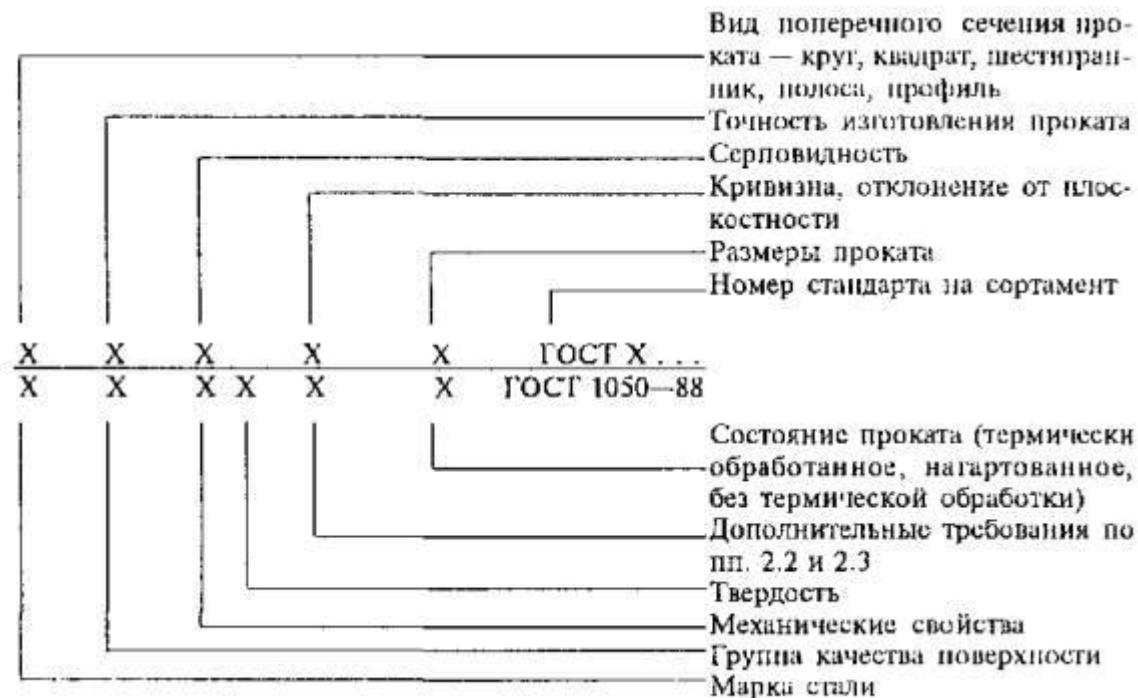 Вид поперечного сечения про-
ката — круг, квадрат, шестигран-
ник, полоса, профиль
Точность изготовления проката
Серповидность
Кривизна, отклонение от плос-
костности
Размеры проката
Номер стандарта на сортамент
X X X X X ГОСТ X . . .
X X X X X X ГОСТ 1050—88
Состояние проката (термически
обработанное, нагартованное,
без термической обработки)
Дополнительные требования по
пп. 2.2 и 2.3
Твердость
Механические свойства
Группа качества поверхности
Марка стали